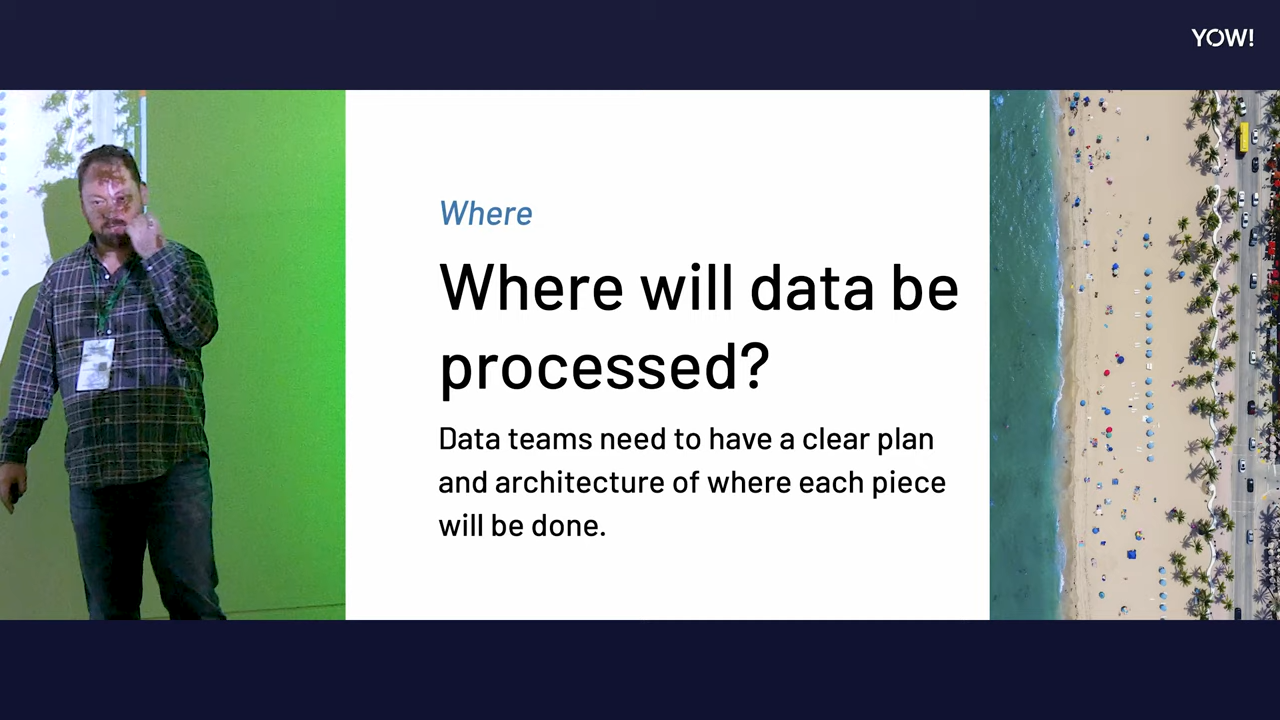 YOW!
Where
Where will data be
processed?
Data teams need to have a clear plan
and architecture of where each piece
will be done.